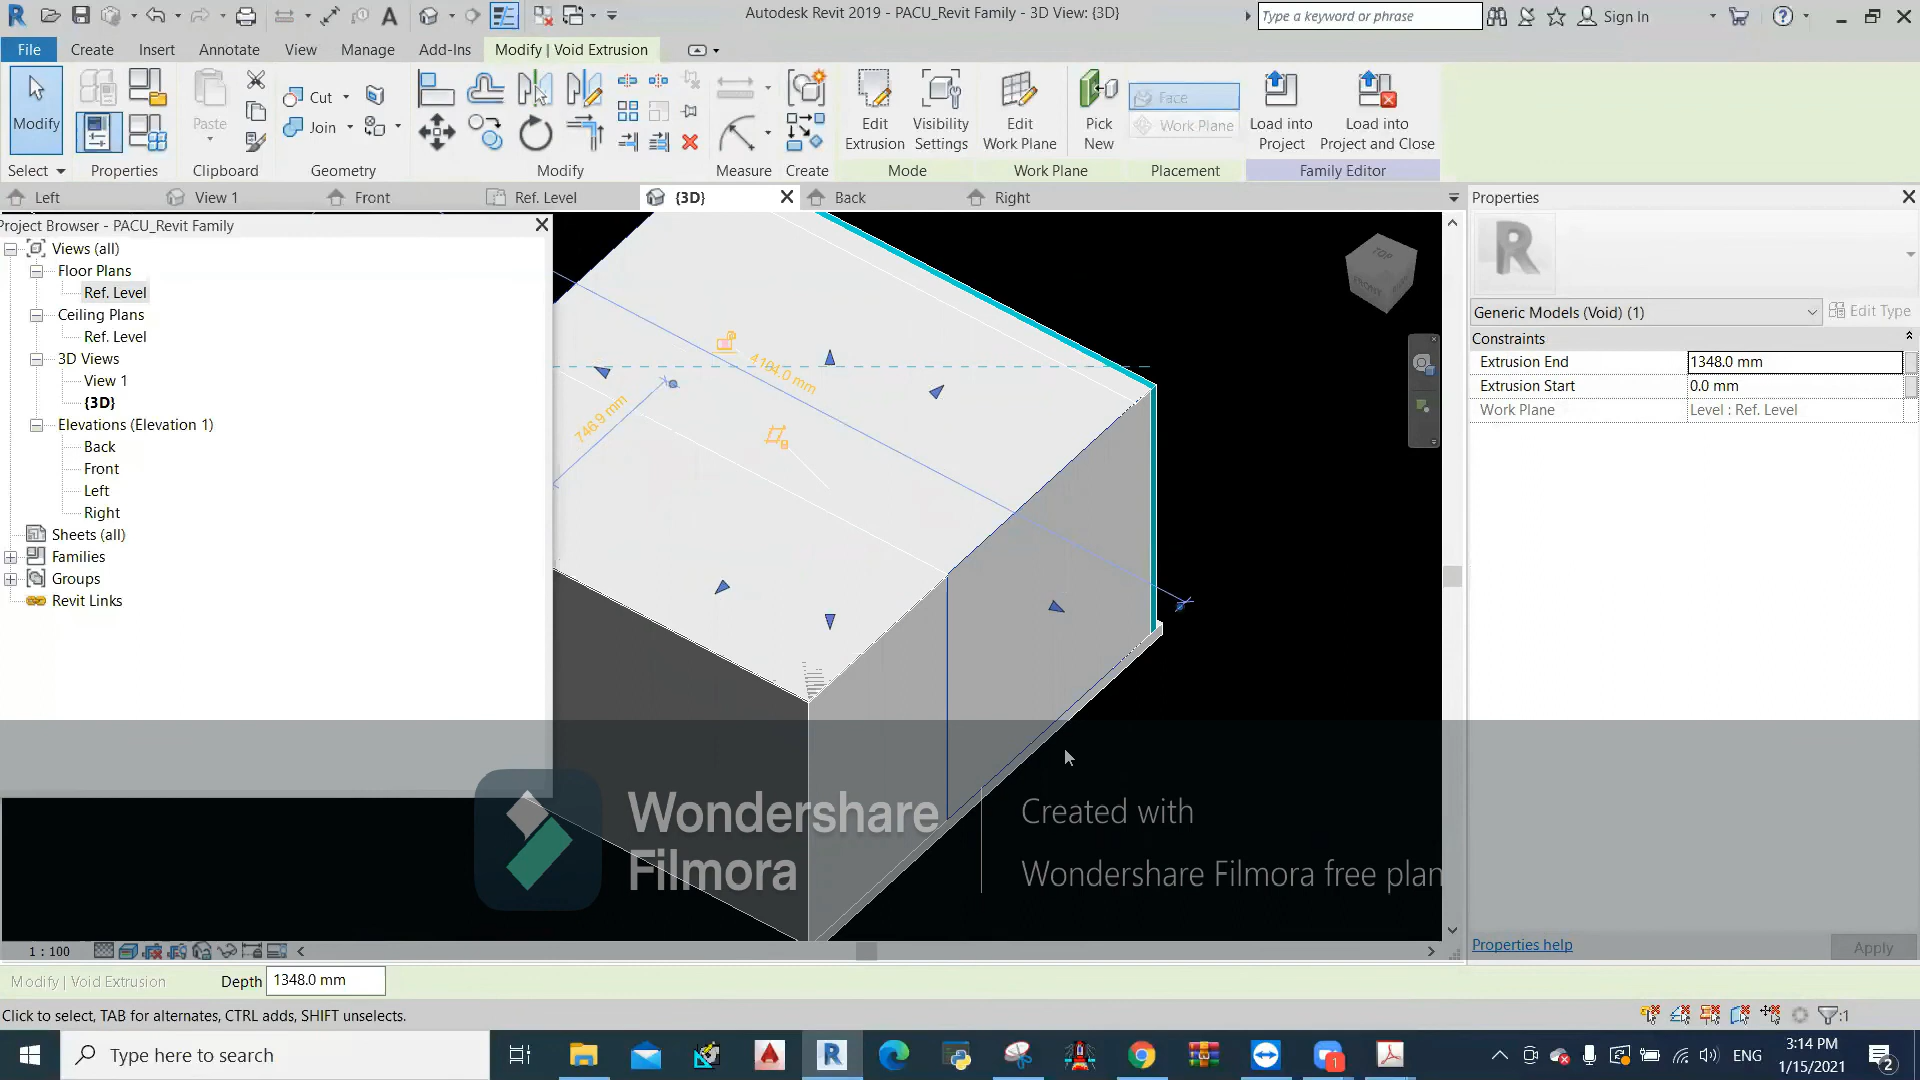 Autodesk Revit 2019 - PACU_Revit Family - 3D View: {3D}
Type a keyword or phrase
Sign In
File
Create
Insert
Annotate
View
Manage
Add-Ins
Modify | Void Extrusion
Modify
Paste
Cut
Join
Edit
Extrusion
Visibility
Settings
Edit
Work Plane
Pick
New
Face
Work Plane
Load into
Project
Load into
Project and Close
Select
Properties
Clipboard
Geometry
Modify
Measure
Create
Mode
Work Plane
Placement
Family Editor
Left
View 1
Front
Ref. Level
{3D}
Back
Right
Project Browser - PACU_Revit Family
Views (all)
Floor Plans
Ref. Level
Ceiling Plans
Ref. Level
3D Views
View 1
{3D}
Elevations (Elevation 1)
Back
Front
Left
Right
Sheets (all)
Families
Groups
Revit Links
746.9 mm
TOP
FRONT
Properties
Generic Models (Void) (1)
Edit Type
Constraints
Extrusion End
1348.0 mm
Extrusion Start
0.0 mm
Work Plane
Level : Ref. Level
Wondershare
Filmora
Created with
Wondershare Filmora free plan
Properties help
Apply
1 : 100
Modify | Void Extrusion
Depth
1348.0 mm
Click to select, TAB for alternates, CTRL adds, SHIFT unselects.
:1
Type here to search
1
ENG
3:14 PM
1/15/2021
2